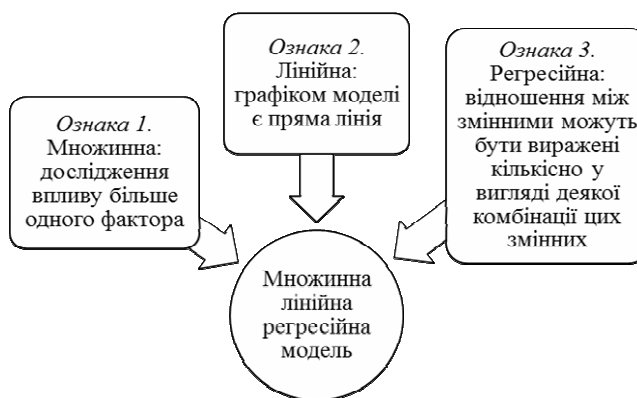 Ознака 1.
Множинна:
дослідження
впливу більше
одного фактора
Ознака 2.
Лінійна:
графіком моделі
є пряма лінія
Ознака 3.
Регресійна:
відношення між
змінними можуть
бути виражені
кількісно у
вигляді деякої
комбінації цих
змінних
Множинна
лінійна
регресійна
модель